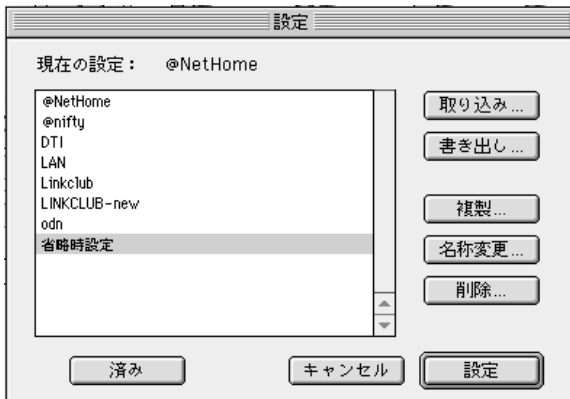 設定
現在の設定： @NetHome
@NetHome
@nifty
DTI
LAN
Linkclub
LINKCLUB-new
odn
省略時設定
取り込み...
書き出し...
複製...
名称変更...
削除...
済み
キャンセル
設定